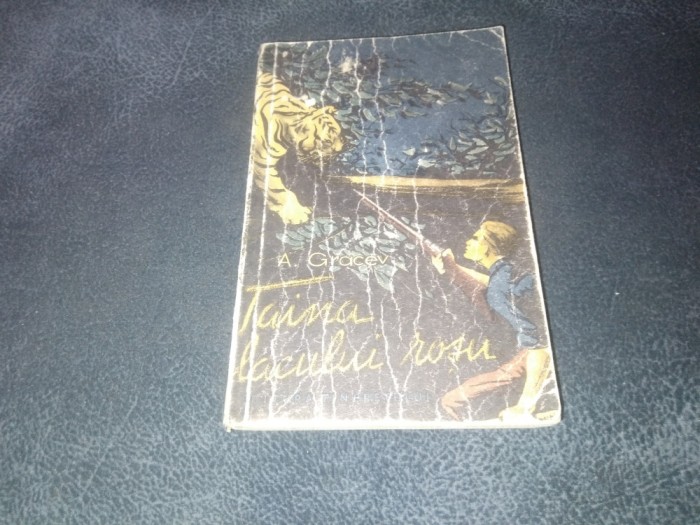 A. Gracev
Taina
lacului roșu